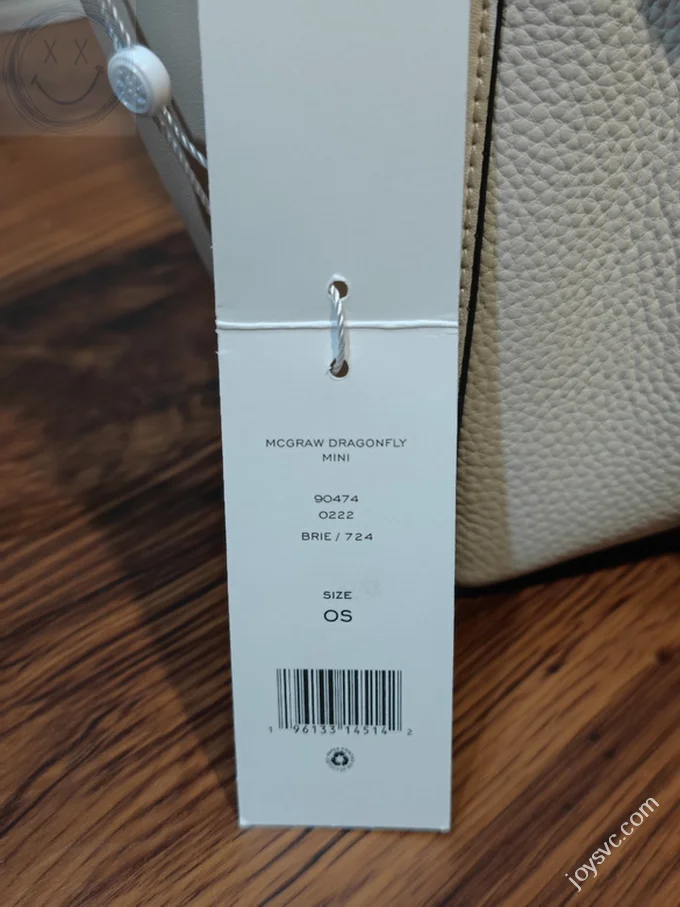 MCGRAW DRAGONFLY
MINI
90474
0222
BRIE / 724
SIZE
OS
1 96133 14514 2
joysvc.com